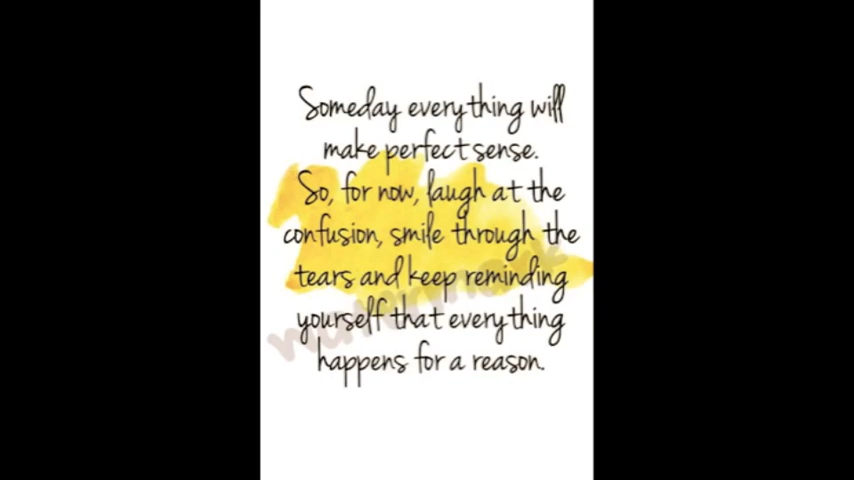 Someday everything will
make perfect sense.
So, for now, laugh at the
confusion, smile through the
tears and keep reminding
yourself that everything
happens for a reason.
watermark